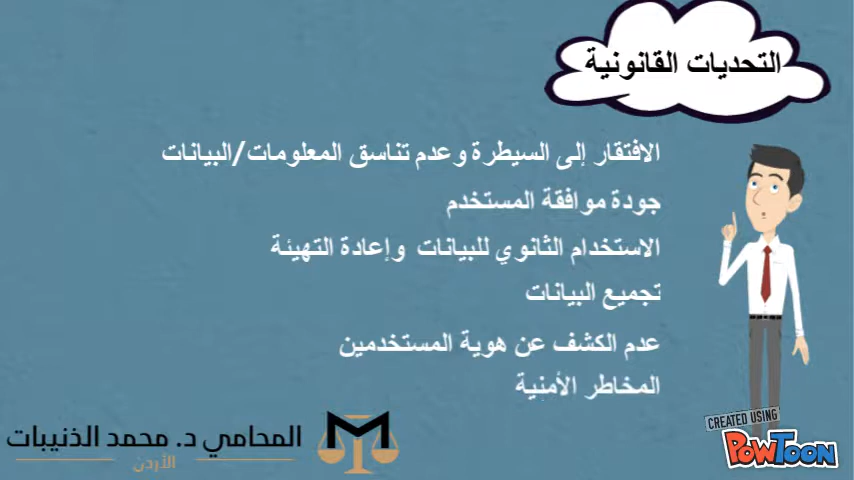 التحديات القانونية
الافتقار إلى السيطرة وعدم تناسق المعلومات/البيانات
جودة موافقة المستخدم
الاستخدام الثانوي للبيانات وإعادة التهيئة
تجميع البيانات
عدم الكشف عن هوية المستخدمين
المخاطر الأمنية
المحامي د. محمد الذنيبات
الأردن
CREATED USING
POWTOON